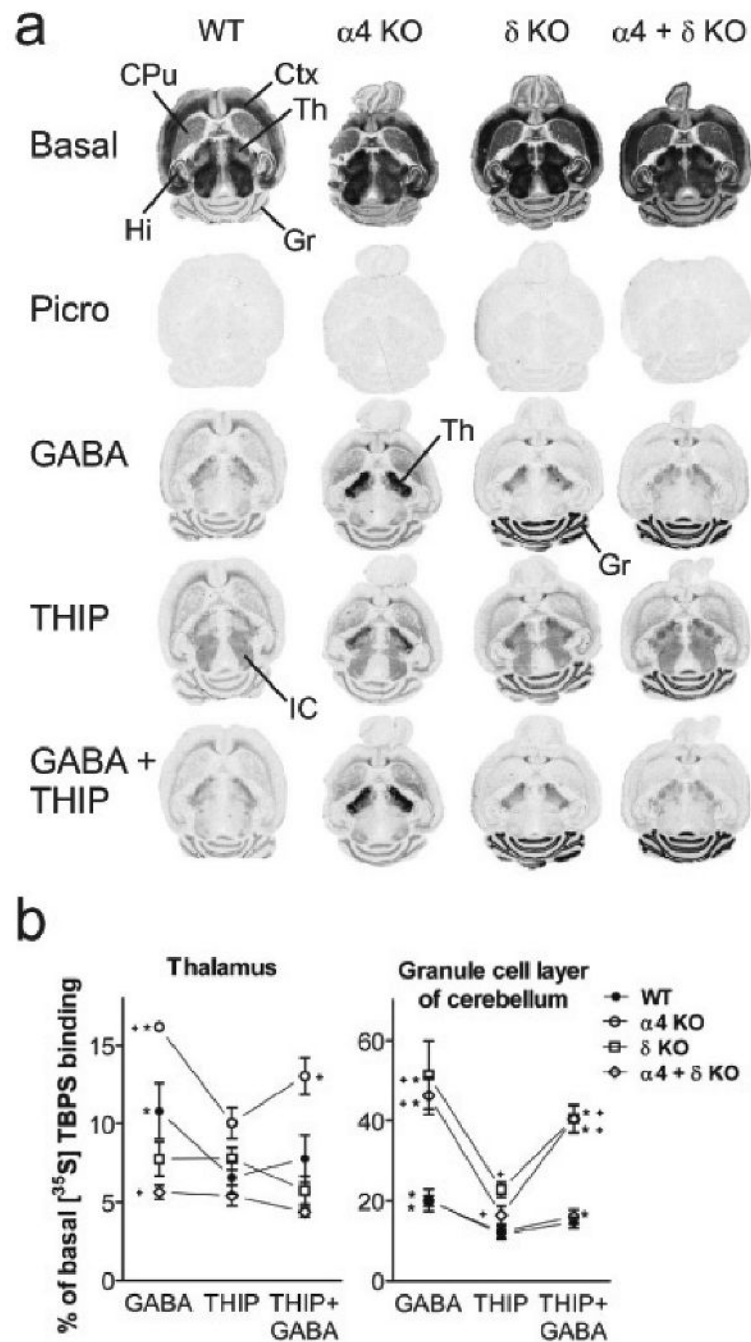 a
WT α4 KO δ KO α4 + δ KO
CPu Ctx
Th
Basal
Hi Gr
Picro
GABA Th
Gr
THIP
IC
GABA +
THIP
b
Thalamus
Granule cell layer
of cerebellum
WT
α4 KO
δ KO
α4 + δ KO
% of basal [³⁵S] TBPS binding
15
10
5
0
+ *
*
+
*
GABA THIP THIP+
GABA
60
40
20
0
+ *
+ *
*
*
+
+
* +
* +
*
GABA THIP THIP+
GABA